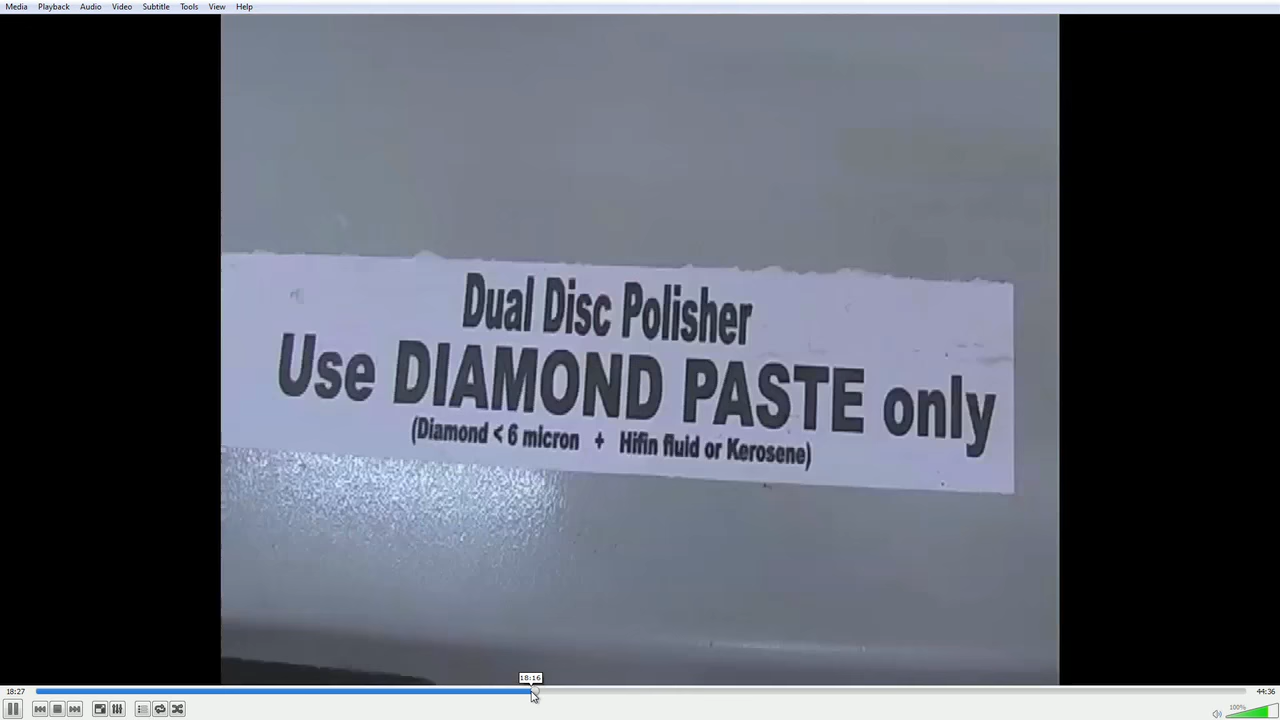 Media Playback Audio Video Subtitle Tools View Help
Dual Disc Polisher
Use DIAMOND PASTE only
(Diamond < 6 micron + Hifin fluid or Kerosene)
18:16
18:27
44:36
100%